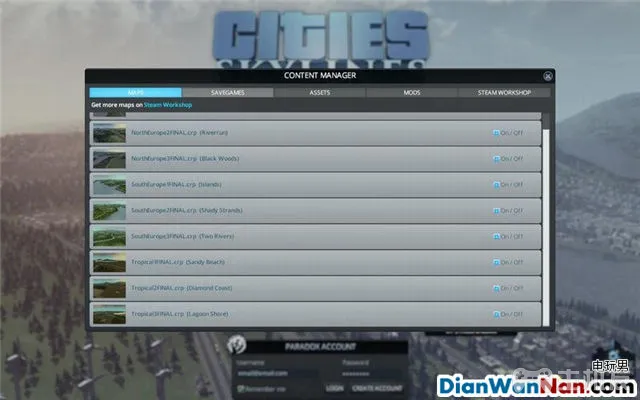 CITIES
SKYLINES
CONTENT MANAGER
MAPS SAVEGAMES ASSETS MODS STEAM WORKSHOP
Get more maps on Steam Workshop
NorthEurope2FINAL.crp (Riverrun) On / Off
NorthEurope3FINAL.crp (Black Woods) On / Off
SouthEurope1FINAL.crp (Islands) On / Off
SouthEurope2FINAL.crp (Shady Strands) On / Off
SouthEurope3FINAL.crp (Two Rivers) On / Off
Tropical1FINAL.crp (Sandy Beach) On / Off
Tropical2FINAL.crp (Diamond Coast) On / Off
Tropical3FINAL.crp (Lagoon Shore) On / Off
PARADOX ACCOUNT
Username Password
email@email.com ********
Remember me LOGIN CREATE ACCOUNT
电玩男
DianWanNan.com